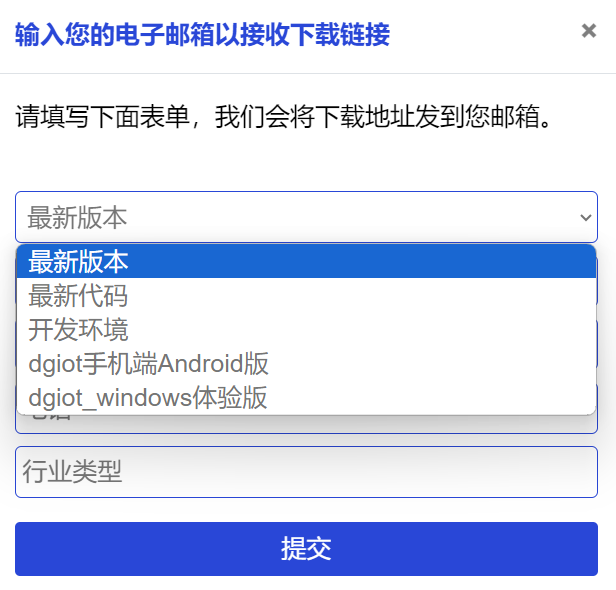 输入您的电子邮箱以接收下载链接
×
请填写下面表单，我们会将下载地址发到您邮箱。
最新版本
最新版本
最新代码
开发环境
dgiot手机端Android版
dgiot_windows体验版
行业类型
提交